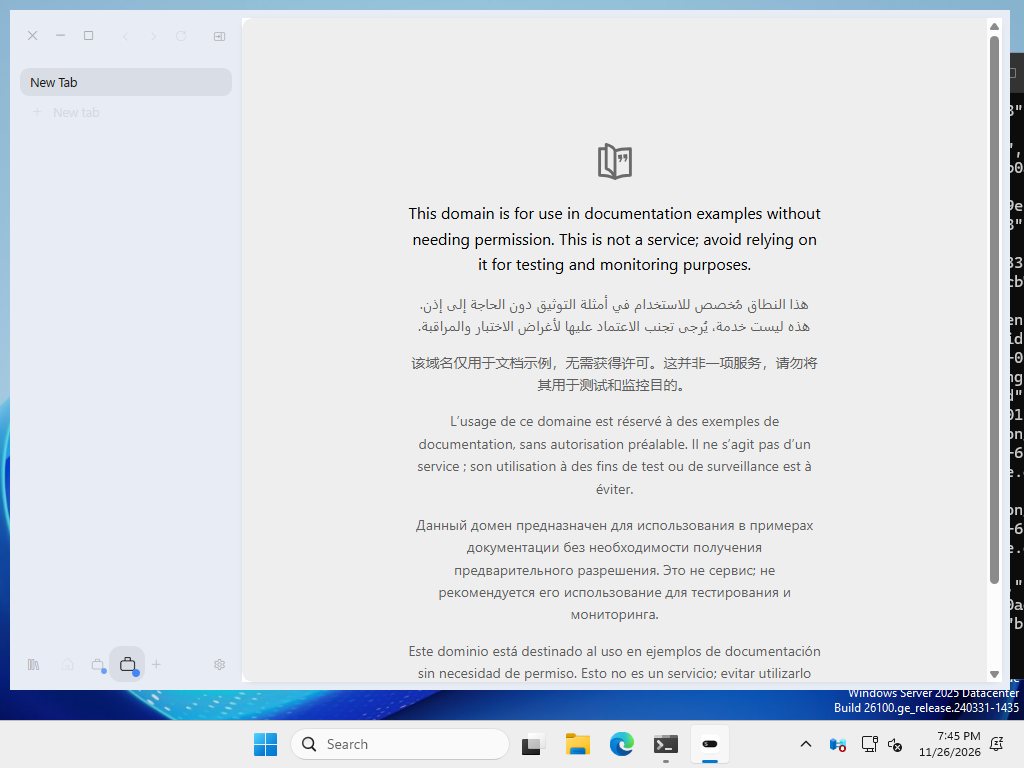 New Tab
+ New tab
This domain is for use in documentation examples without
needing permission. This is not a service; avoid relying on
it for testing and monitoring purposes.
هذا النطاق مُخصص للاستخدام في أمثلة التوثيق دون الحاجة إلى إذن.
هذه ليست خدمة، يُرجى تجنب الاعتماد عليها لأغراض الاختبار والمراقبة.
该域名仅用于文档示例，无需获得许可。这并非一项服务，请勿将
其用于测试和监控目的。
L’usage de ce domaine est réservé à des exemples de
documentation, sans autorisation préalable. Il ne s’agit pas d’un
service ; son utilisation à des fins de test ou de surveillance est à
éviter.
Данный домен предназначен для использования в примерах
документации без необходимости получения
предварительного разрешения. Это не сервис; не
рекомендуется его использование для тестирования и
мониторинга.
Este dominio está destinado al uso en ejemplos de documentación
sin necesidad de permiso. Esto no es un servicio; evitar utilizarlo
Windows Server 2025 Datacenter
Build 26100.ge_release.240331-1435
Search
7:45 PM
11/26/2026